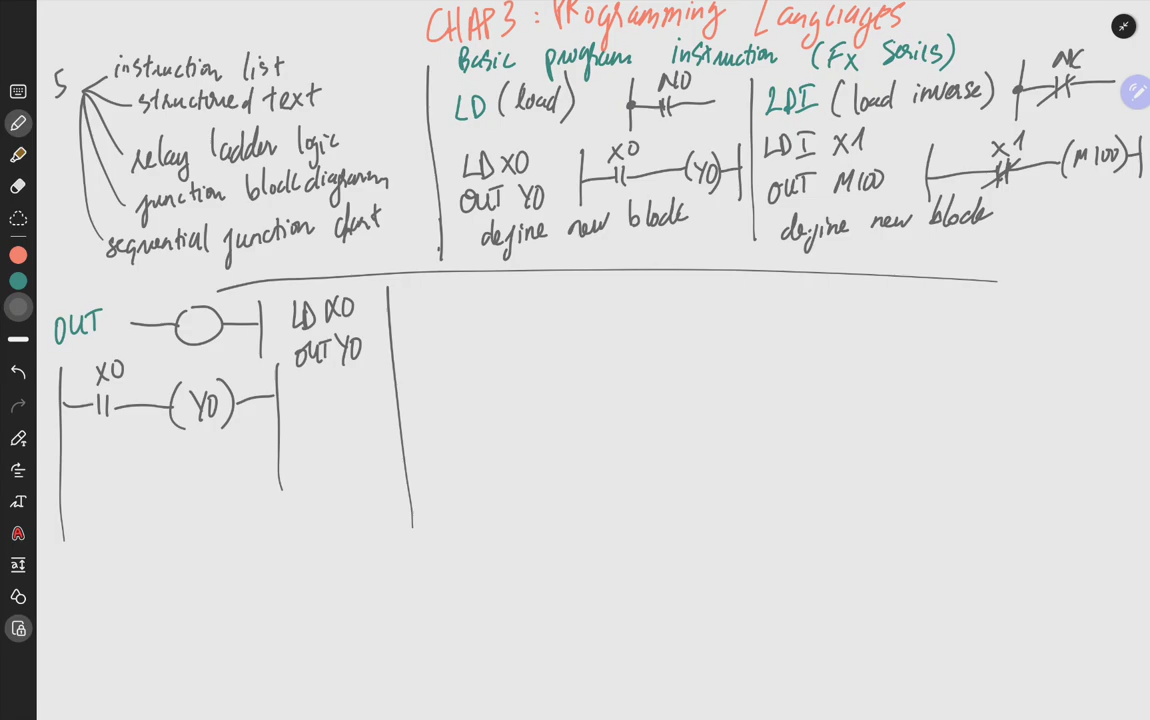 CHAP3 : PRogramming Languages
5
instruction list
structured text
relay ladder logic
function block diagram
sequential function chart
Basic program instruction (FX Series)
LD (load)
NO
LD X0
OUT Y0
X0
(Y0)
define new block
LDI (load inverse)
NC
LDI X1
OUT M100
X1
(M100)
define new block
OUT
LD X0
OUT Y0
X0
(Y0)